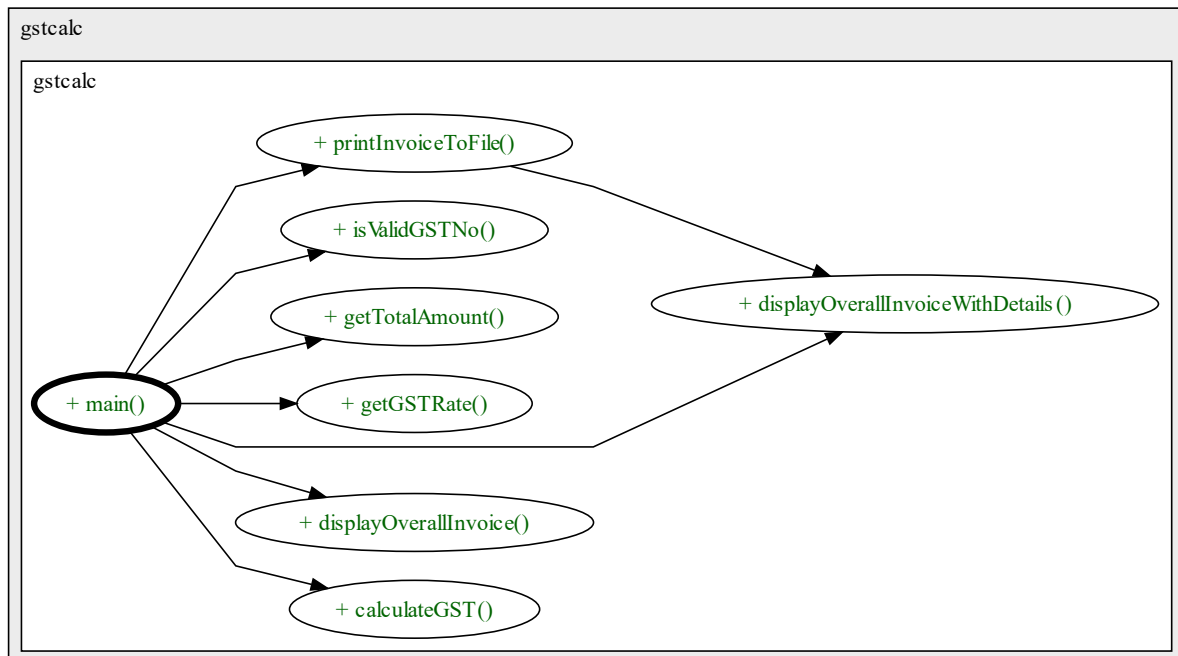 gstcalc
gstcalc
+ printInvoiceToFile()
+ isValidGSTNo()
+ displayOverallInvoiceWithDetails()
+ getTotalAmount()
+ main()
+ getGSTRate()
+ displayOverallInvoice()
+ calculateGST()